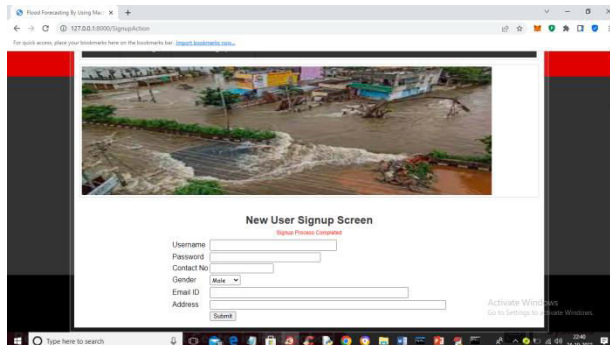 Flood Forecasting By Using Mac
127.0.0.1:8000/SignupAction
For quick access, place your bookmarks here on the bookmarks bar. Import bookmarks now...
New User Signup Screen
Signup Process Completed
Username
Password
Contact No
Gender Male
Email ID
Address
Submit
Activate Windows
Go to Settings to activate Windows.
Type here to search
22:40